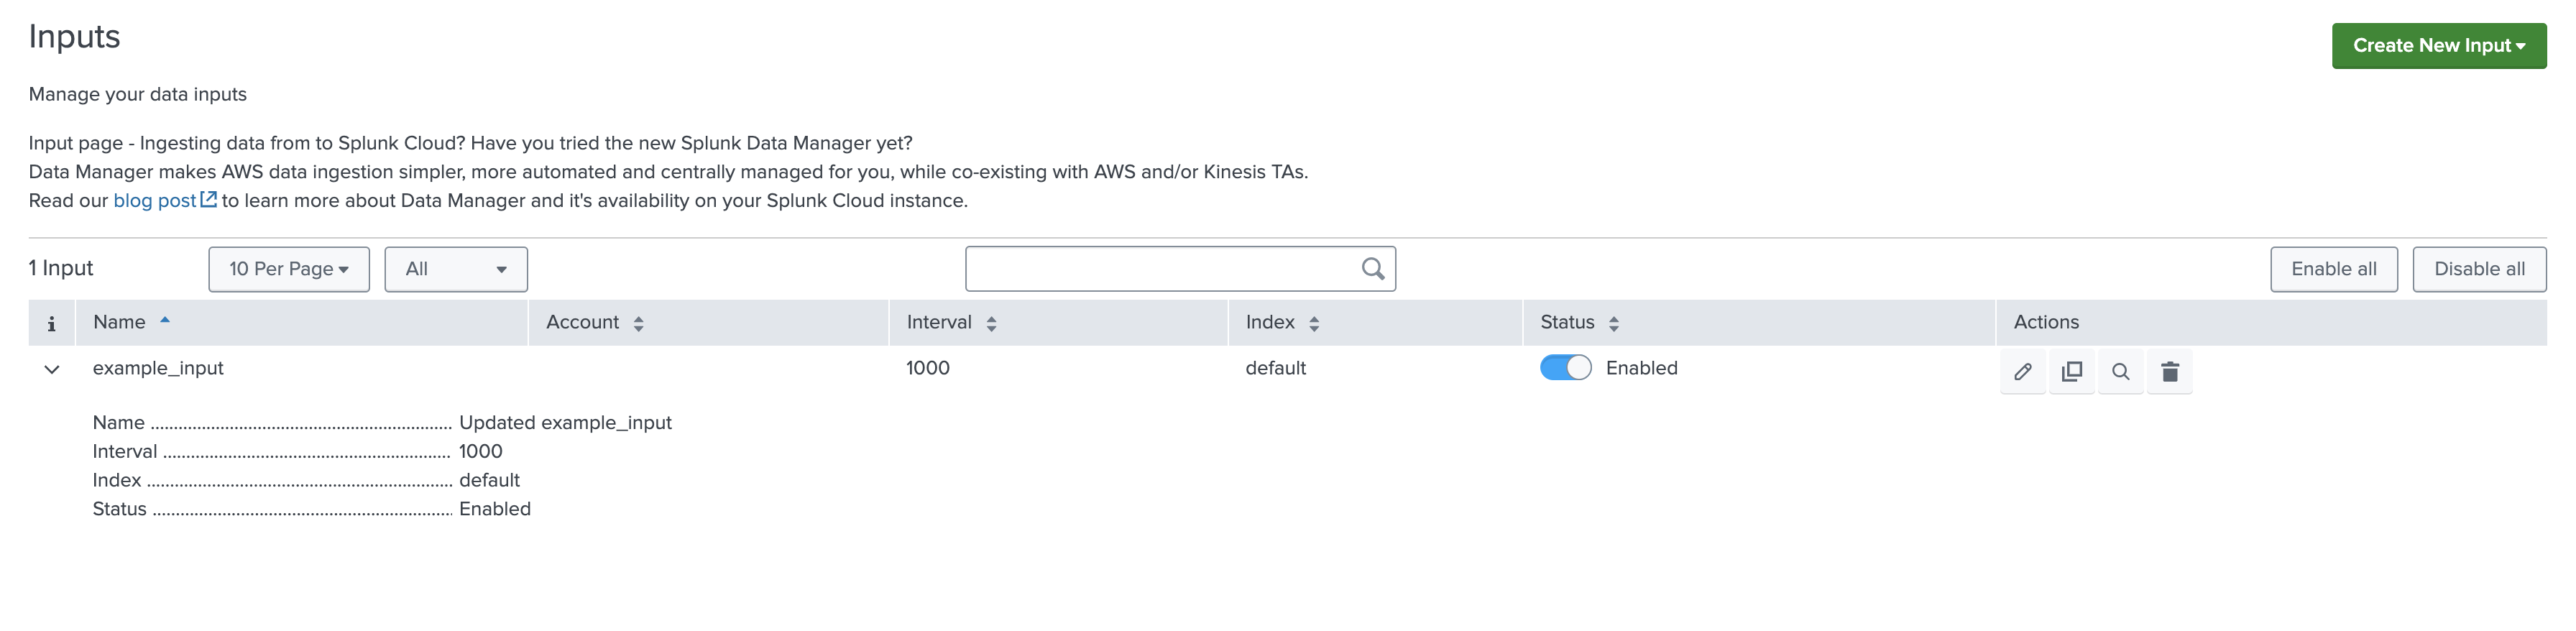 Inputs
Create New Input
Manage your data inputs
Input page - Ingesting data from to Splunk Cloud? Have you tried the new Splunk Data Manager yet?
Data Manager makes AWS data ingestion simpler, more automated and centrally managed for you, while co-existing with AWS and/or Kinesis TAs.
Read our blog post to learn more about Data Manager and it's availability on your Splunk Cloud instance.
1 Input 10 Per Page All Enable all Disable all
i Name Account Interval Index Status Actions
example_input 1000 default Enabled
Name ................................................................ Updated example_input
Interval ............................................................. 1000
Index ................................................................. default
Status ................................................................ Enabled